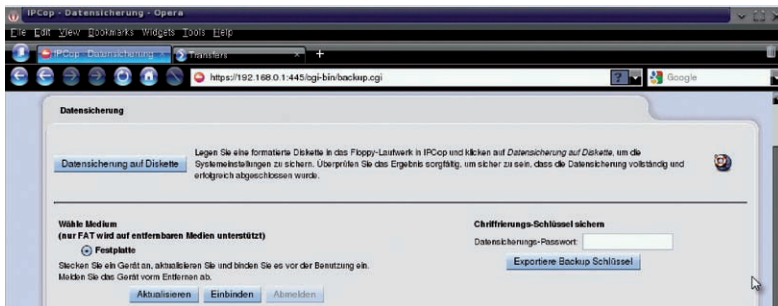 IPCop - Datensicherung - Opera
File Edit View Bookmarks Widgets Tools Help
IPCop - Datensicherung
Transfers
https://192.168.0.1:445/cgi-bin/backup.cgi
? Google
Datensicherung
Datensicherung auf Diskette
Legen Sie eine formatierte Diskette in das Floppy-Laufwerk in IPCop und klicken auf Datensicherung auf Diskette, um die
Systemeinstellungen zu sichern. Überprüfen Sie das Ergebnis sorgfältig, um sicher zu sein, dass die Datensicherung vollständig und
erfolgreich abgeschlossen wurde.
Wähle Medium
(nur FAT wird auf entfernbaren Medien unterstützt)
Festplatte
Stecken Sie ein Gerät an, aktualisieren Sie und binden Sie es vor der Benutzung ein.
Melden Sie das Gerät vorm Entfernen ab.
Aktualisieren Einbinden Abmelden
Chriffrierungs-Schlüssel sichern
Datensicherungs-Passwort:
Exportiere Backup Schlüssel